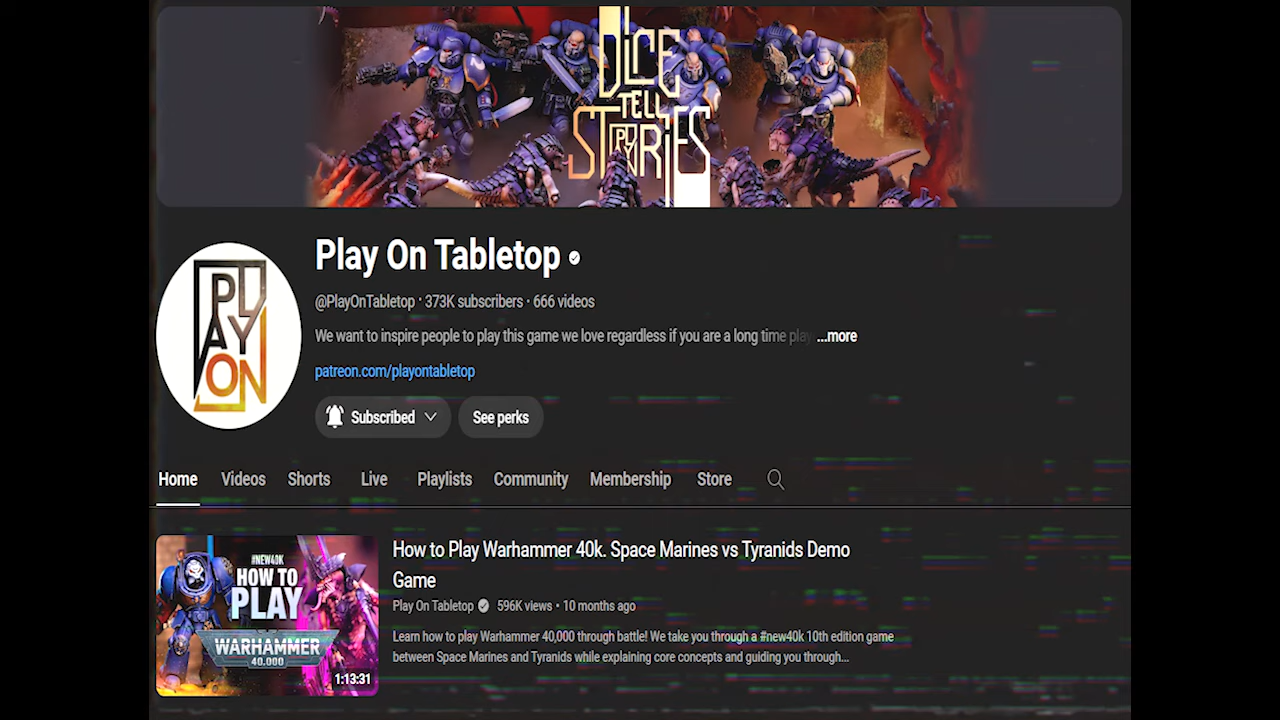 DICE
TELL
STORIES
PLAY ON
Play On Tabletop
@PlayOnTabletop · 373K subscribers · 666 videos
We want to inspire people to play this game we love regardless if you are a long time play ...more
patreon.com/playontabletop
Subscribed
See perks
Home Videos Shorts Live Playlists Community Membership Store
#NEW40K
HOW TO
PLAY
WARHAMMER
40,000
1:13:31
How to Play Warhammer 40k. Space Marines vs Tyranids Demo
Game
Play On Tabletop 596K views • 10 months ago
Learn how to play Warhammer 40,000 through battle! We take you through a #new40k 10th edition game
between Space Marines and Tyranids while explaining core concepts and guiding you through...